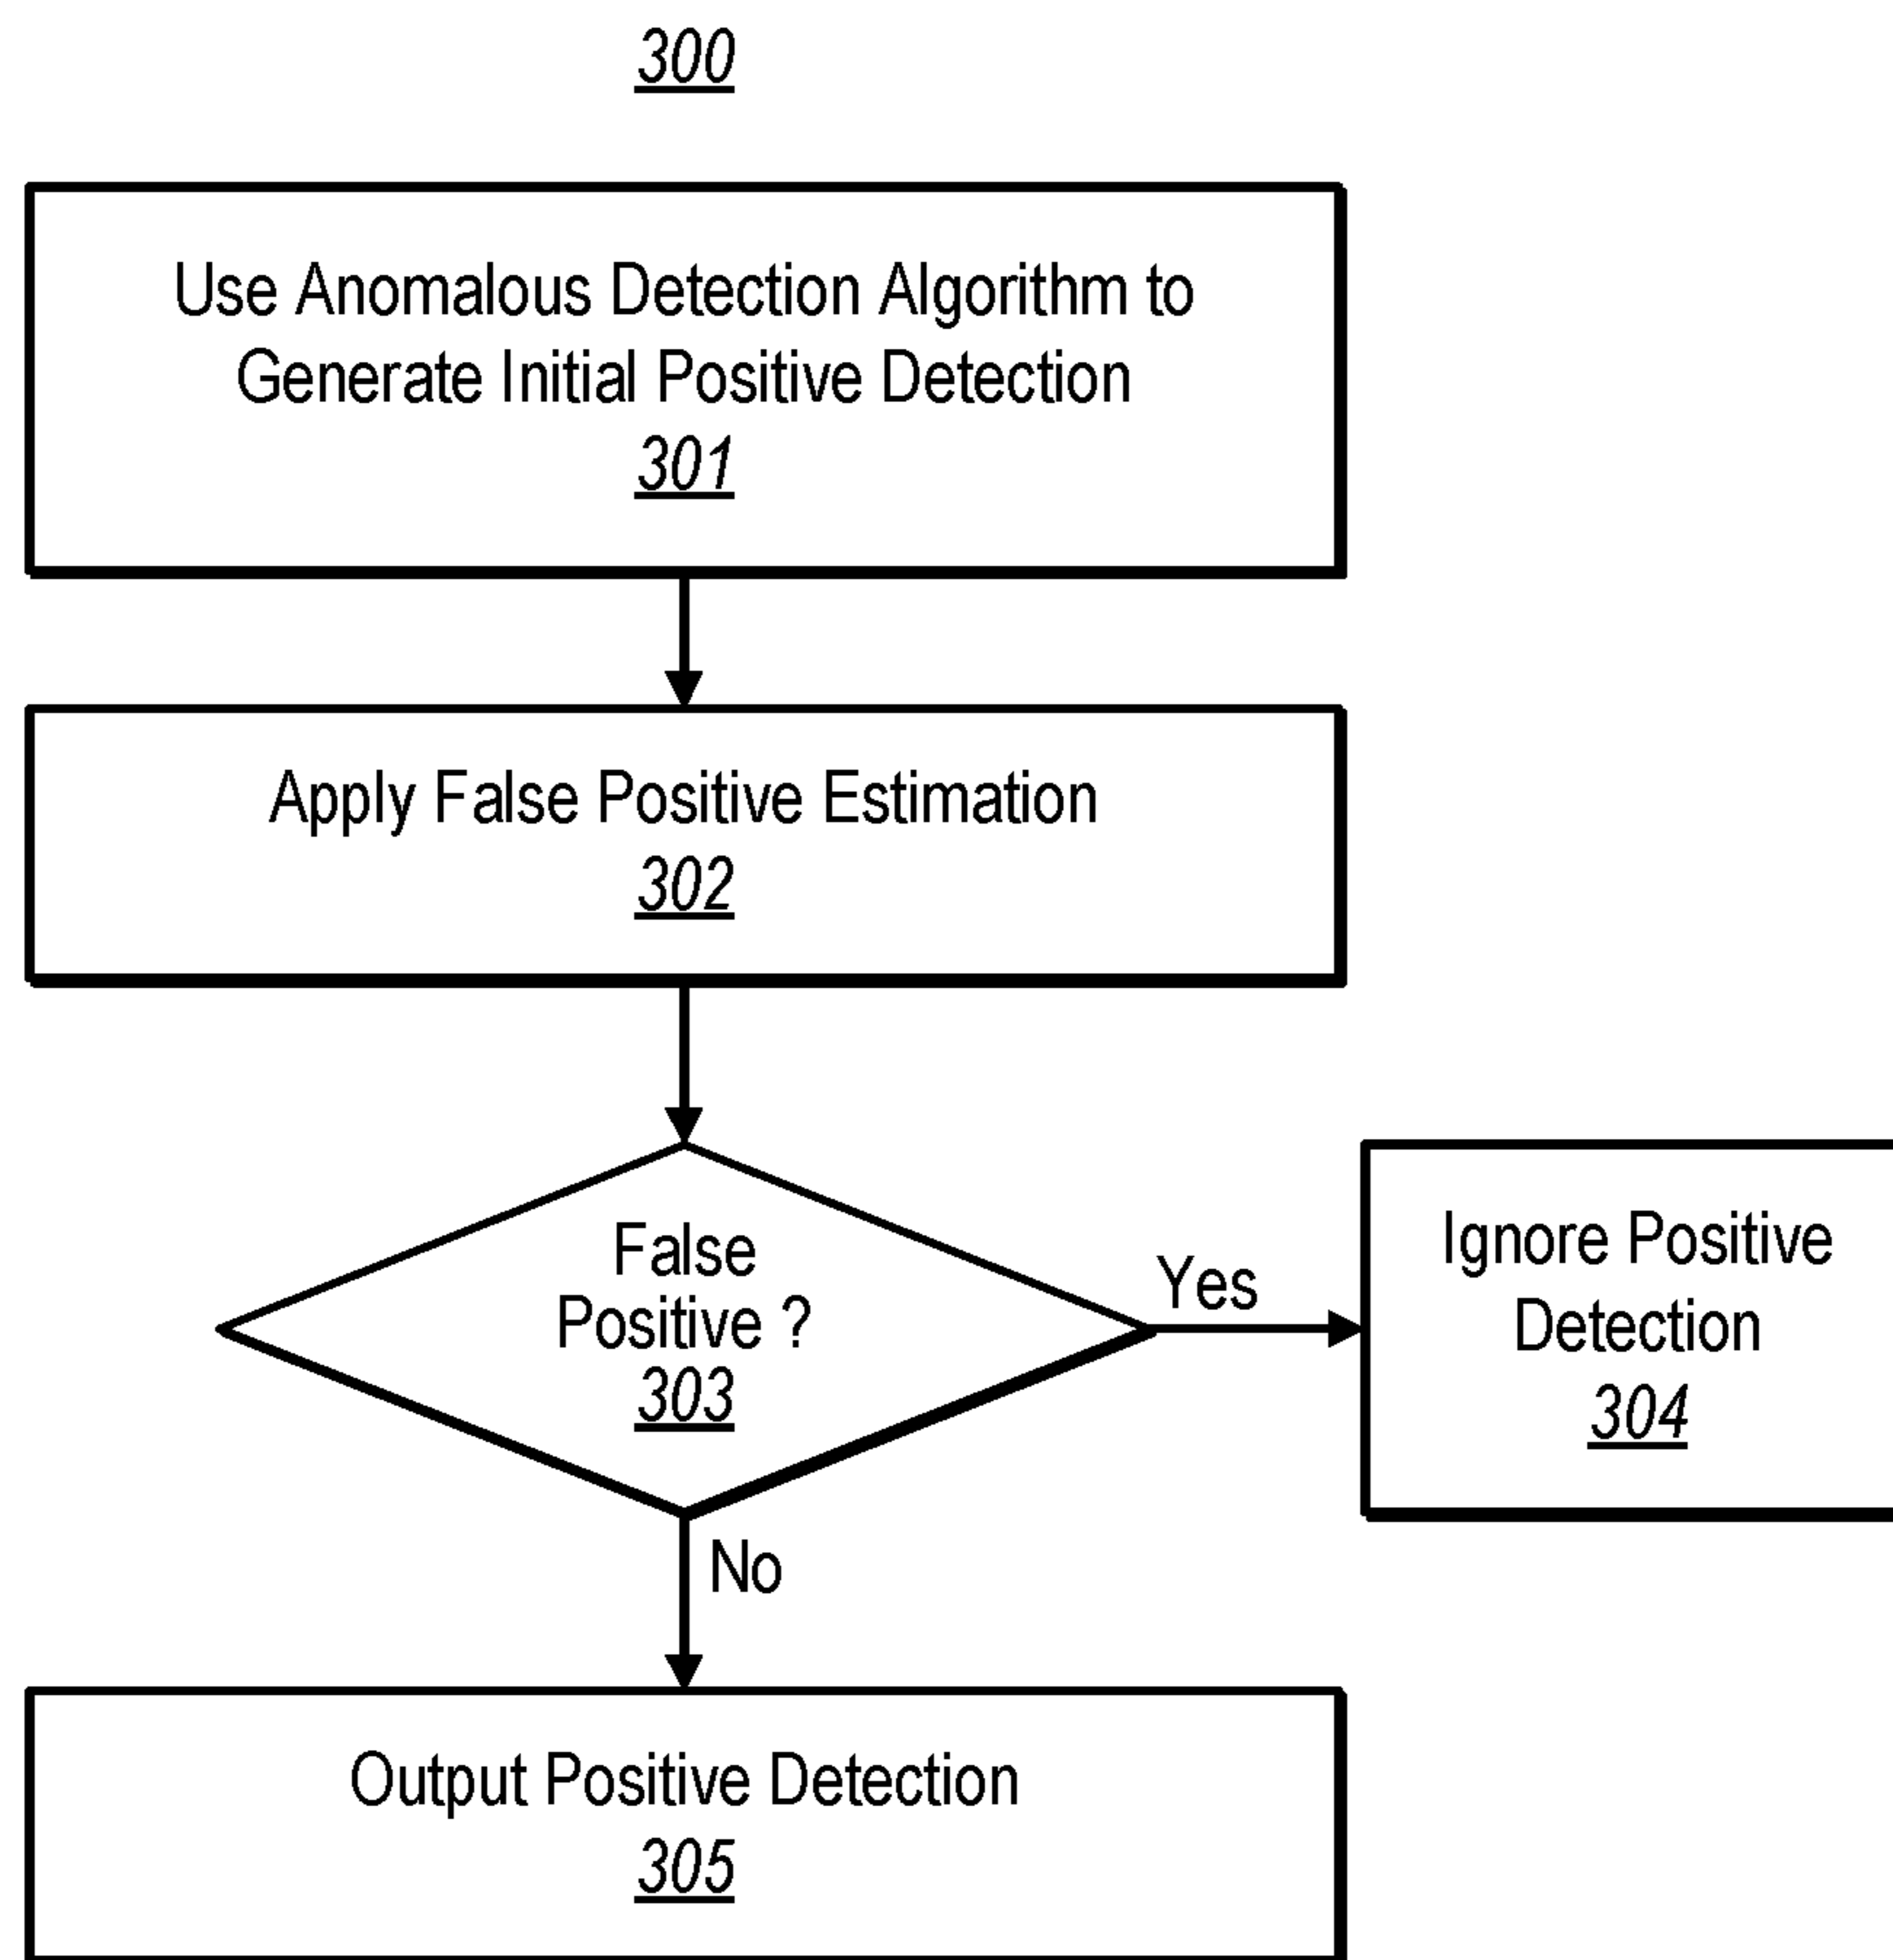 300
Use Anomalous Detection Algorithm to
Generate Initial Positive Detection
301
Apply False Positive Estimation
302
False
Positive ?
303
Yes
Ignore Positive
Detection
304
No
Output Positive Detection
305